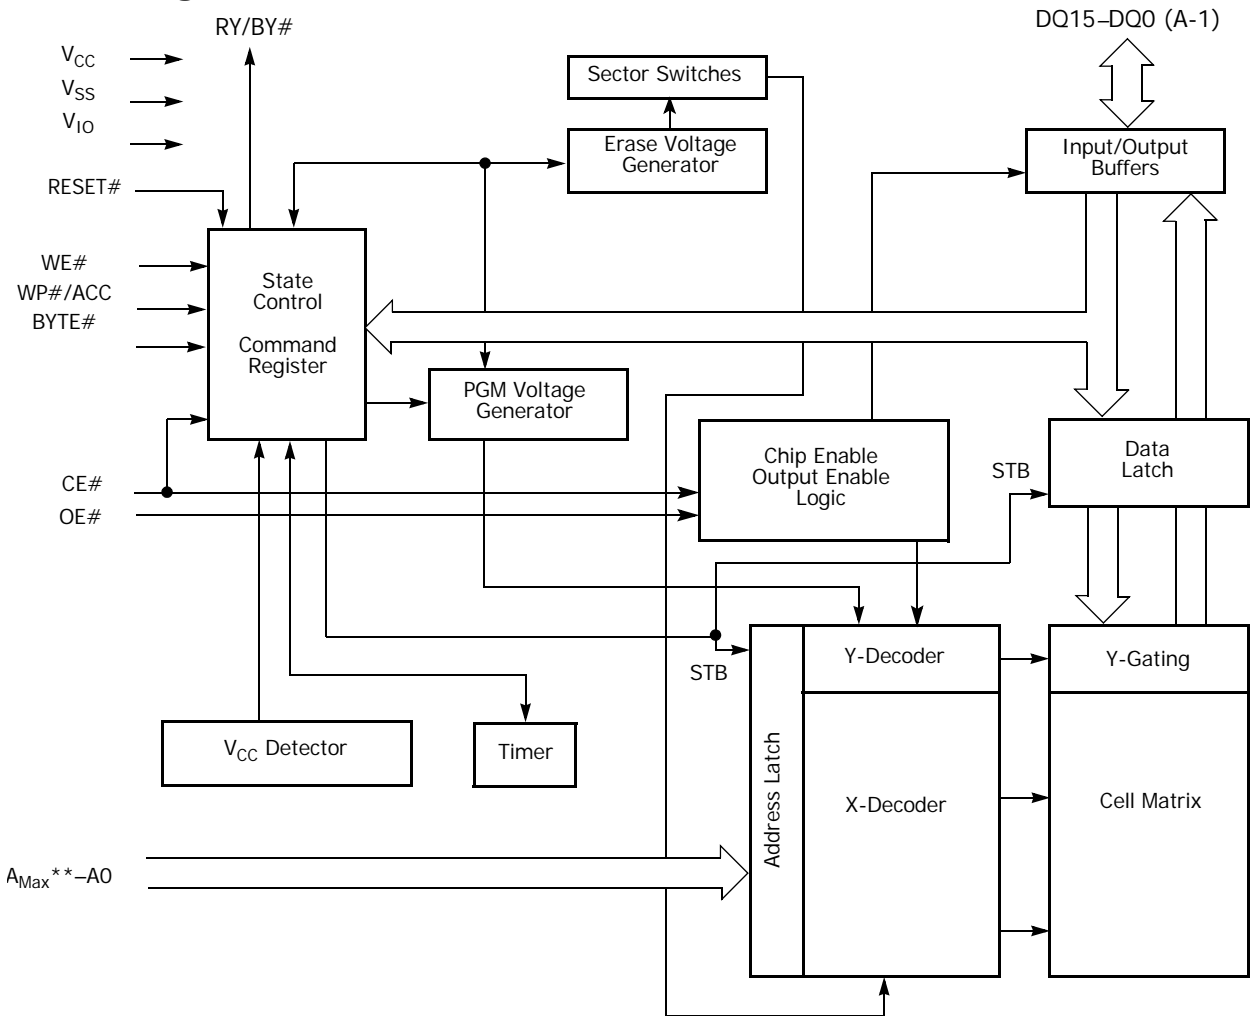 RY/BY#
DQ15–DQ0 (A-1)
VCC
VSS
VIO
RESET#
WE#
WP#/ACC
BYTE#
CE#
OE#
Sector Switches
Erase Voltage
Generator
Input/Output
Buffers
State
Control
Command
Register
PGM Voltage
Generator
Chip Enable
Output Enable
Logic
STB
Data
Latch
STB
Y-Decoder
Y-Gating
VCC Detector
Timer
Address Latch
X-Decoder
Cell Matrix
AMax**–A0